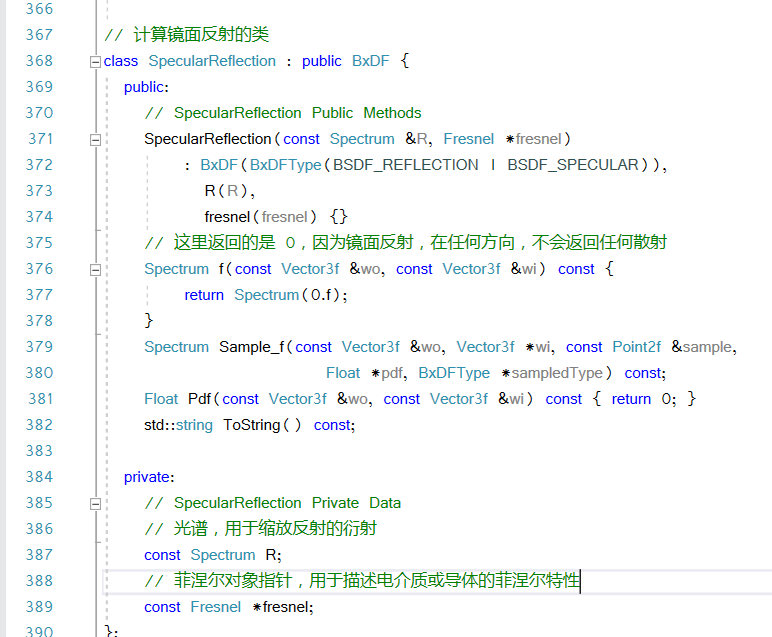 366
367 // 计算镜面反射的类
368 class SpecularReflection : public BxDF {
369 public:
370 // SpecularReflection Public Methods
371 SpecularReflection(const Spectrum &R, Fresnel *fresnel)
372 : BxDF(BxDFType(BSDF_REFLECTION | BSDF_SPECULAR)),
373 R(R),
374 fresnel(fresnel) {}
375 // 这里返回的是 0，因为镜面反射，在任何方向，不会返回任何散射
376 Spectrum f(const Vector3f &wo, const Vector3f &wi) const {
377 return Spectrum(0.f);
378 }
379 Spectrum Sample_f(const Vector3f &wo, Vector3f *wi, const Point2f &sample,
380 Float *pdf, BxDFType *sampledType) const;
381 Float Pdf(const Vector3f &wo, const Vector3f &wi) const { return 0; }
382 std::string ToString() const;
383
384 private:
385 // SpecularReflection Private Data
386 // 光谱，用于缩放反射的衍射
387 const Spectrum R;
388 // 菲涅尔对象指针，用于描述电介质或导体的菲涅尔特性
389 const Fresnel *fresnel;
390 };